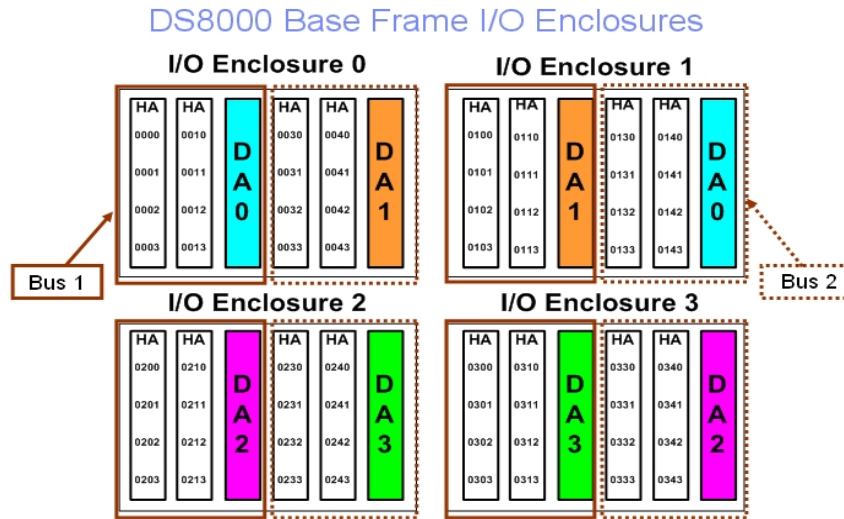 DS8000 Base Frame I/O Enclosures
I/O Enclosure 0
HA HA DA0 HA HA DA1
0000 0010 0030 0040
0001 0011 0031 0041
0002 0012 0032 0042
0003 0013 0033 0043
I/O Enclosure 1
HA HA DA1 HA HA DA0
0100 0110 0130 0140
0101 0111 0131 0141
0102 0112 0132 0142
0103 0113 0133 0143
Bus 1
Bus 2
I/O Enclosure 2
HA HA DA2 HA HA DA3
0200 0210 0230 0240
0201 0211 0231 0241
0202 0212 0232 0242
0203 0213 0233 0243
I/O Enclosure 3
HA HA DA3 HA HA DA2
0300 0310 0330 0340
0301 0311 0331 0341
0302 0312 0332 0342
0303 0313 0333 0343